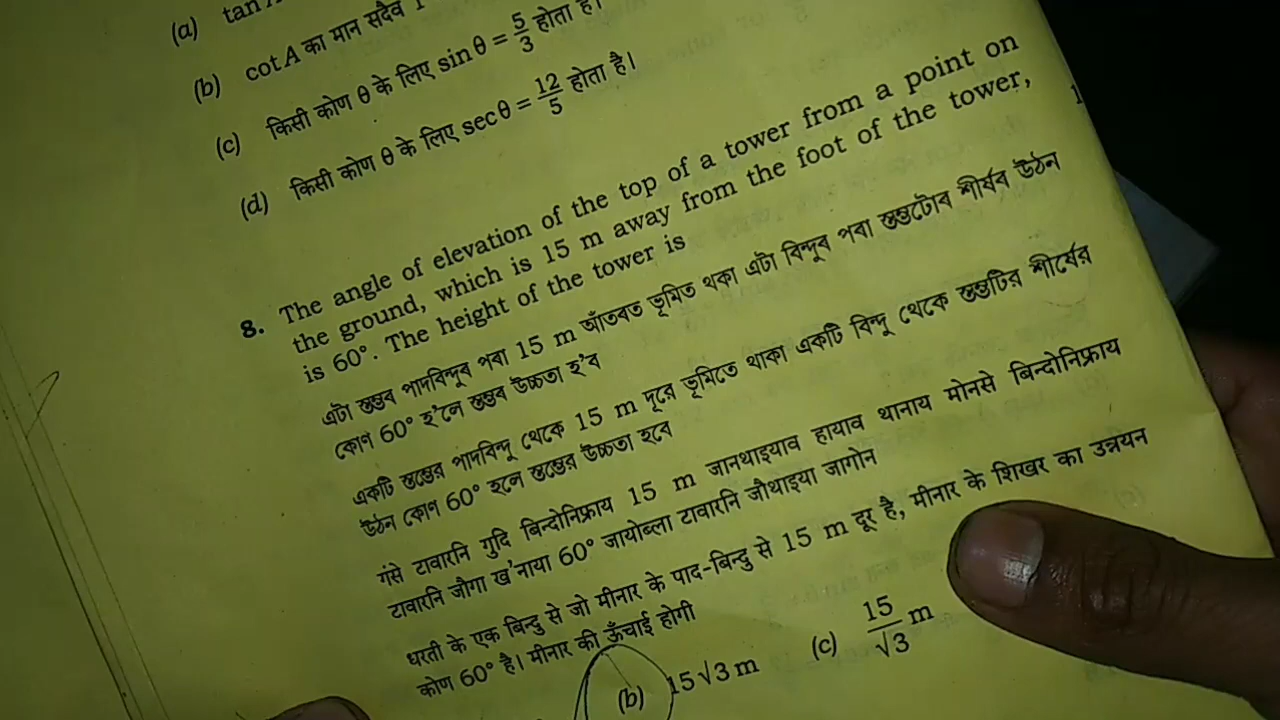 (a) tan
(b) cot A का मान सदैव 1
(c) किसी कोण θ के लिए sin θ = 5/3 होता है।
(d) किसी कोण θ के लिए sec θ = 12/5 होता है।
8. The angle of elevation of the top of a tower from a point on
the ground, which is 15 m away from the foot of the tower,
is 60°. The height of the tower is
এটা স্তম্ভৰ পাদবিন্দুৰ পৰা 15 m আঁতৰত ভূমিত থকা এটা বিন্দুৰ পৰা স্তম্ভটোৰ শীৰ্ষৰ উঠন
কোণ 60° হ'লে স্তম্ভৰ উচ্চতা হ'ব
একটি স্তম্ভের পাদবিন্দু থেকে 15 m দূরে ভূমিতে থাকা একটি বিন্দু থেকে স্তম্ভটির শীর্ষের
উঠন কোণ 60° হলে স্তম্ভের উচ্চতা হবে
गंसे टावारनि गुदि बिन्दोनिफ्राय 15 m जानथाइयाव हायाव थानाय मोनसे बिन्दोनिफ्राय
टावारनि जौगा ख'नाया 60° जायोब्ला टावारनि जौथाइया जागोन
धरती के एक बिन्दु से जो मीनार के पाद-बिन्दु से 15 m दूर है, मीनार के शिखर का उन्नयन
कोण 60° है। मीनार की ऊँचाई होगी
(b) 15√3 m (c) 15/√3 m